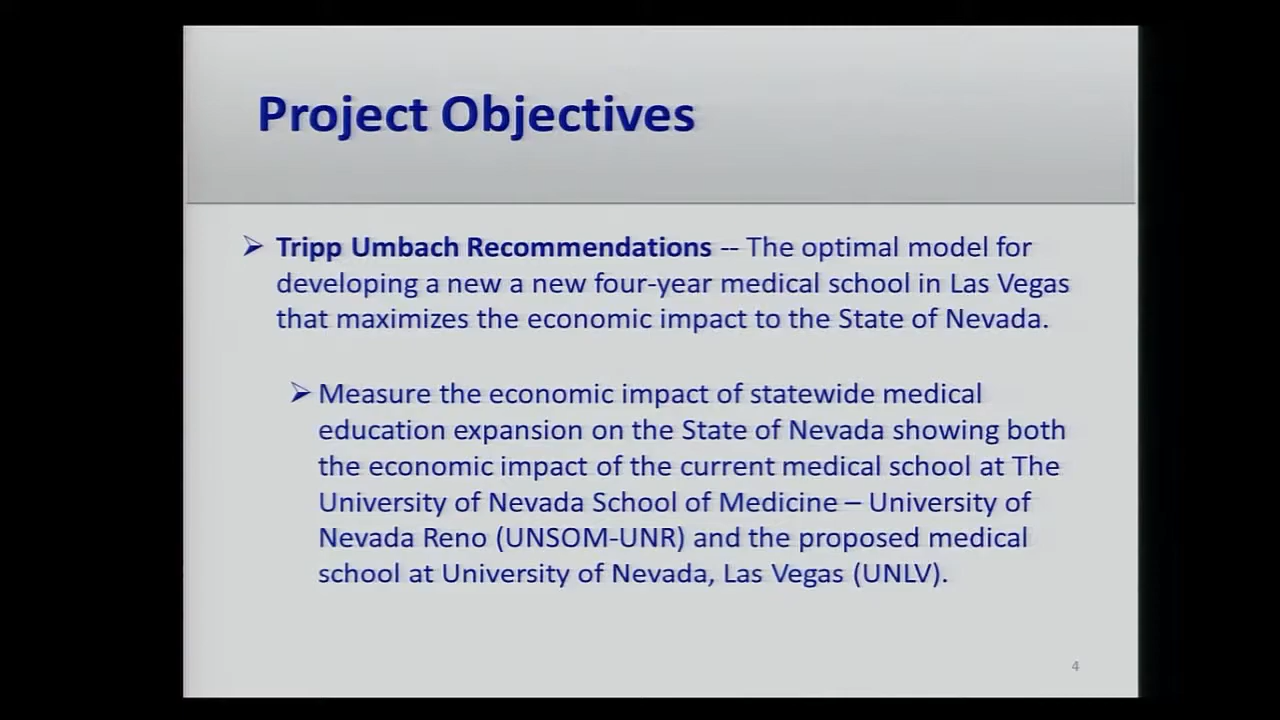 Project Objectives
➢ Tripp Umbach Recommendations -- The optimal model for
developing a new a new four-year medical school in Las Vegas
that maximizes the economic impact to the State of Nevada.
➢ Measure the economic impact of statewide medical
education expansion on the State of Nevada showing both
the economic impact of the current medical school at The
University of Nevada School of Medicine – University of
Nevada Reno (UNSOM-UNR) and the proposed medical
school at University of Nevada, Las Vegas (UNLV).
4